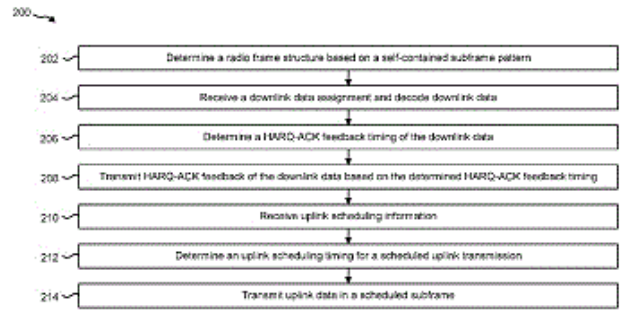 200
202 Determine a radio frame structure based on a self-contained subframe pattern
204 Receive a downlink data assignment and decode downlink data
206 Determine a HARQ-ACK feedback timing of the downlink data
208 Transmit HARQ-ACK feedback of the downlink data based on the determined HARQ-ACK feedback timing
210 Receive uplink scheduling information
212 Determine an uplink scheduling timing for a scheduled uplink transmission
214 Transmit uplink data in a scheduled subframe